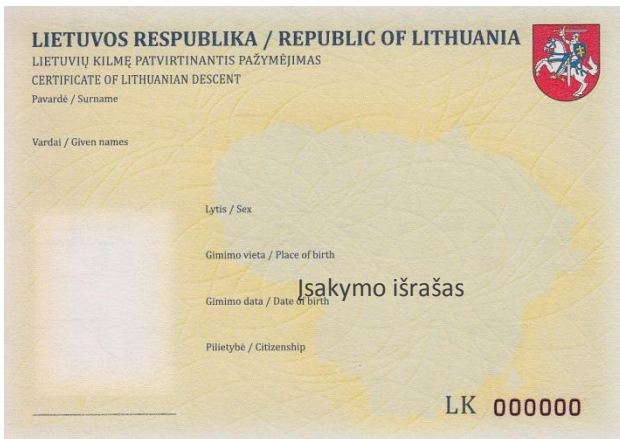 LIETUVOS RESPUBLIKA / REPUBLIC OF LITHUANIA
LIETUVIŲ KILMĘ PATVIRTINANTIS PAŽYMĖJIMAS
CERTIFICATE OF LITHUANIAN DESCENT
Pavardė / Surname
Vardai / Given names
Lytis / Sex
Gimimo vieta / Place of birth
Įsakymo išrašas
Gimimo data / Date of birth
Pilietybė / Citizenship
LK 000000